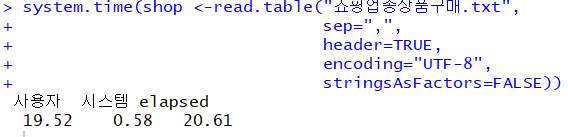 > system.time(shop <-read.table("쇼핑업종상품구매.txt",
+ sep=",",
+ header=TRUE,
+ encoding="UTF-8",
+ stringsAsFactors=FALSE))
사용자 시스템 elapsed
19.52 0.58 20.61